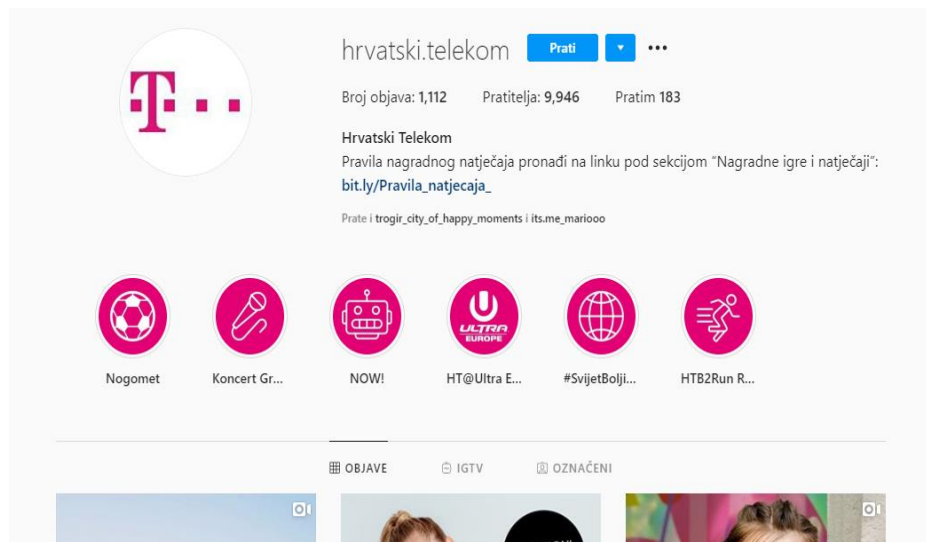 T
hrvatski.telekom Prati
Broj objava: 1,112 Pratitelja: 9,946 Pratim 183
Hrvatski Telekom
Pravila nagradnog natječaja pronađi na linku pod sekcijom "Nagradne igre i natječaji":
bit.ly/Pravila_natjecaja_
Prate i trogir_city_of_happy_moments i its.me_mariooo
U
ULTRA
EUROPE
Nogomet Koncert Gr... NOW! HT@Ultra E... #SvijetBolji... HTB2Run R...
OBJAVE IGTV OZNAČENI